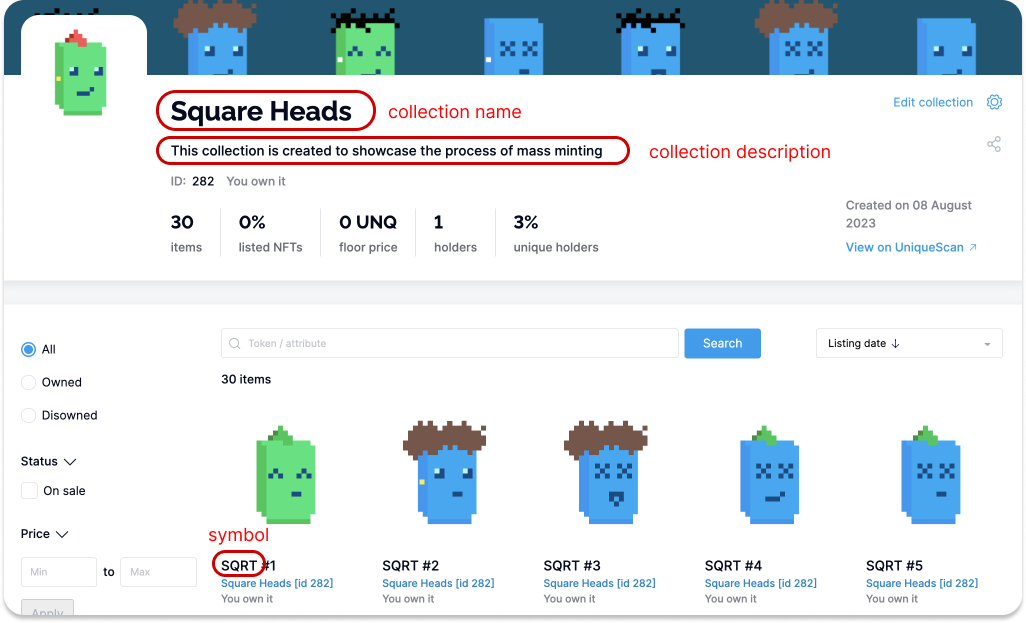 Square Heads
collection name
Edit collection
This collection is created to showcase the process of mass minting
collection description
ID: 282 You own it
30
items
0%
listed NFTs
0 UNQ
floor price
1
holders
3%
unique holders
Created on 08 August
2023
View on UniqueScan ↗
All
Owned
Disowned
Status
On sale
Price
Min to Max
Apply
Token / attribute
Search
Listing date ↓
30 items
symbol
SQRT #1
Square Heads [id 282]
You own it
SQRT #2
Square Heads [id 282]
You own it
SQRT #3
Square Heads [id 282]
You own it
SQRT #4
Square Heads [id 282]
You own it
SQRT #5
Square Heads [id 282]
You own it